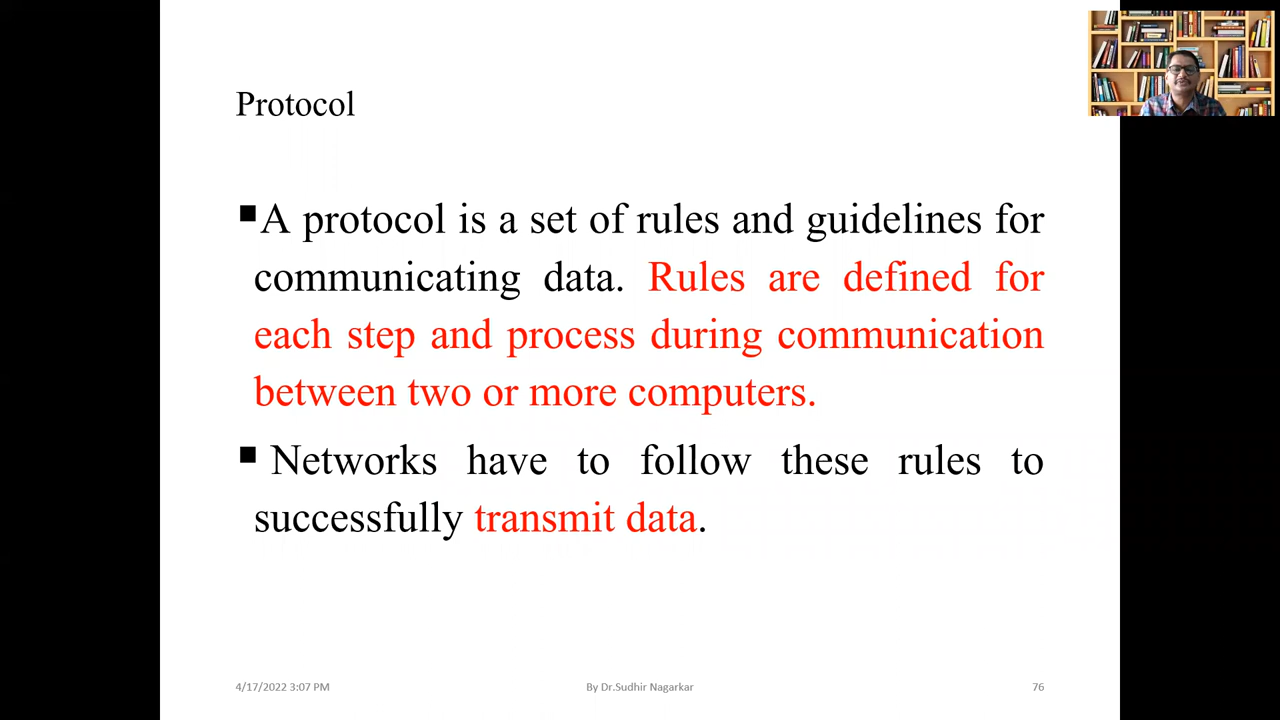 Protocol
▪A protocol is a set of rules and guidelines for
communicating data. Rules are defined for
each step and process during communication
between two or more computers.
▪ Networks have to follow these rules to
successfully transmit data.
4/17/2022 3:07 PM
By Dr.Sudhir Nagarkar
76